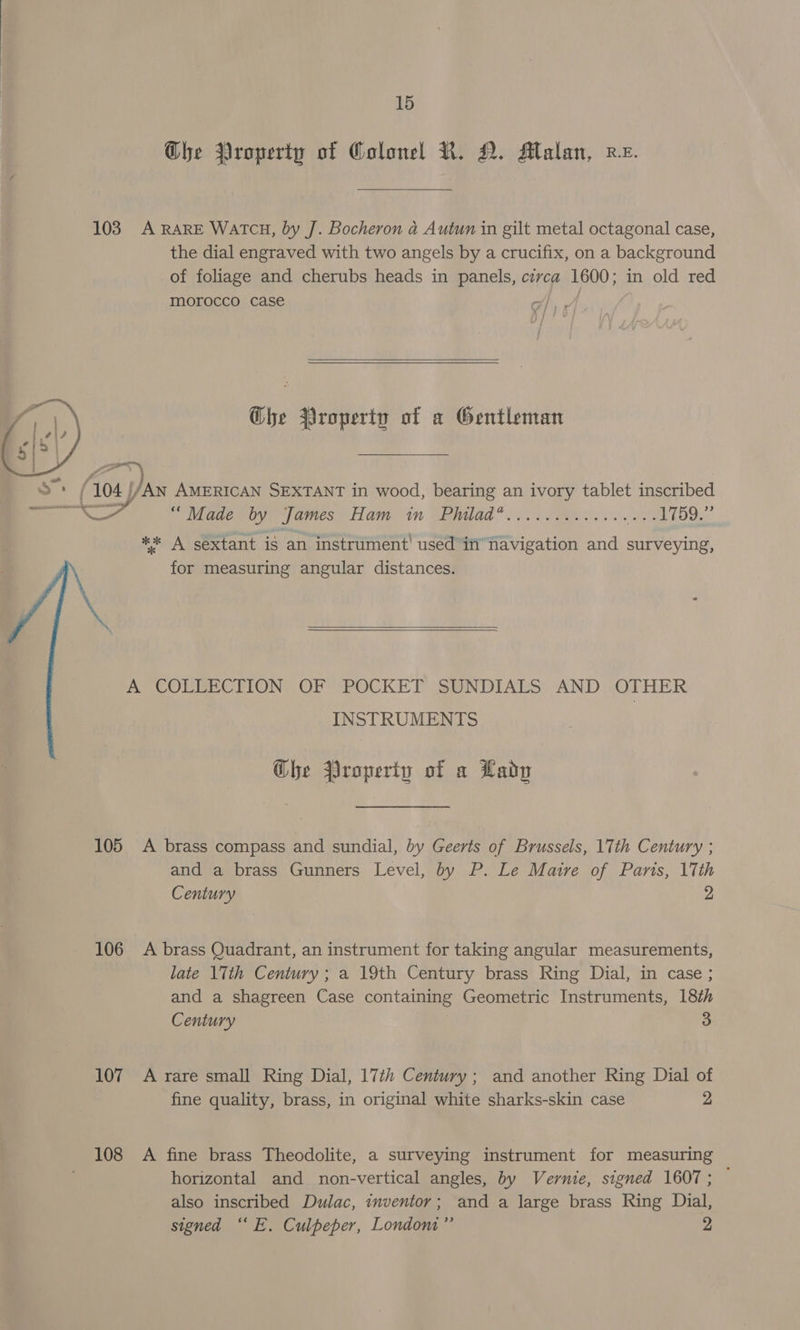 15
The Property of Colonel R. N. Malan, R.E.
103 A RARE WATCH, by J. Bocheron à Autun in gilt metal octagonal case,
the dial engraved with two angels by a crucifix, on a background
of foliage and cherubs heads in panels, circa 1600; in old red
morocco case
The Property of a Gentleman
104 AN AMERICAN SEXTANT in wood, bearing an ivory tablet inscribed
“Made by James Ham in Philadᵃ....................1759.”
*** A sextant is an instrument used in navigation and surveying,
for measuring angular distances.
A COLLECTION OF POCKET SUNDIALS AND OTHER
INSTRUMENTS
The Property of a Lady
105 A brass compass and sundial, by Geerts of Brussels, 17th Century ;
and a brass Gunners Level, by P. Le Maire of Paris, 17th
Century 2
106 A brass Quadrant, an instrument for taking angular measurements,
late 17th Century ; a 19th Century brass Ring Dial, in case ;
and a shagreen Case containing Geometric Instruments, 18th
Century 3
107 A rare small Ring Dial, 17th Century ; and another Ring Dial of
fine quality, brass, in original white sharks-skin case 2
108 A fine brass Theodolite, a surveying instrument for measuring
horizontal and non-vertical angles, by Vernie, signed 1607 ;
also inscribed Dulac, inventor ; and a large brass Ring Dial,
signed “ E. Culpeper, Londoni ” 2